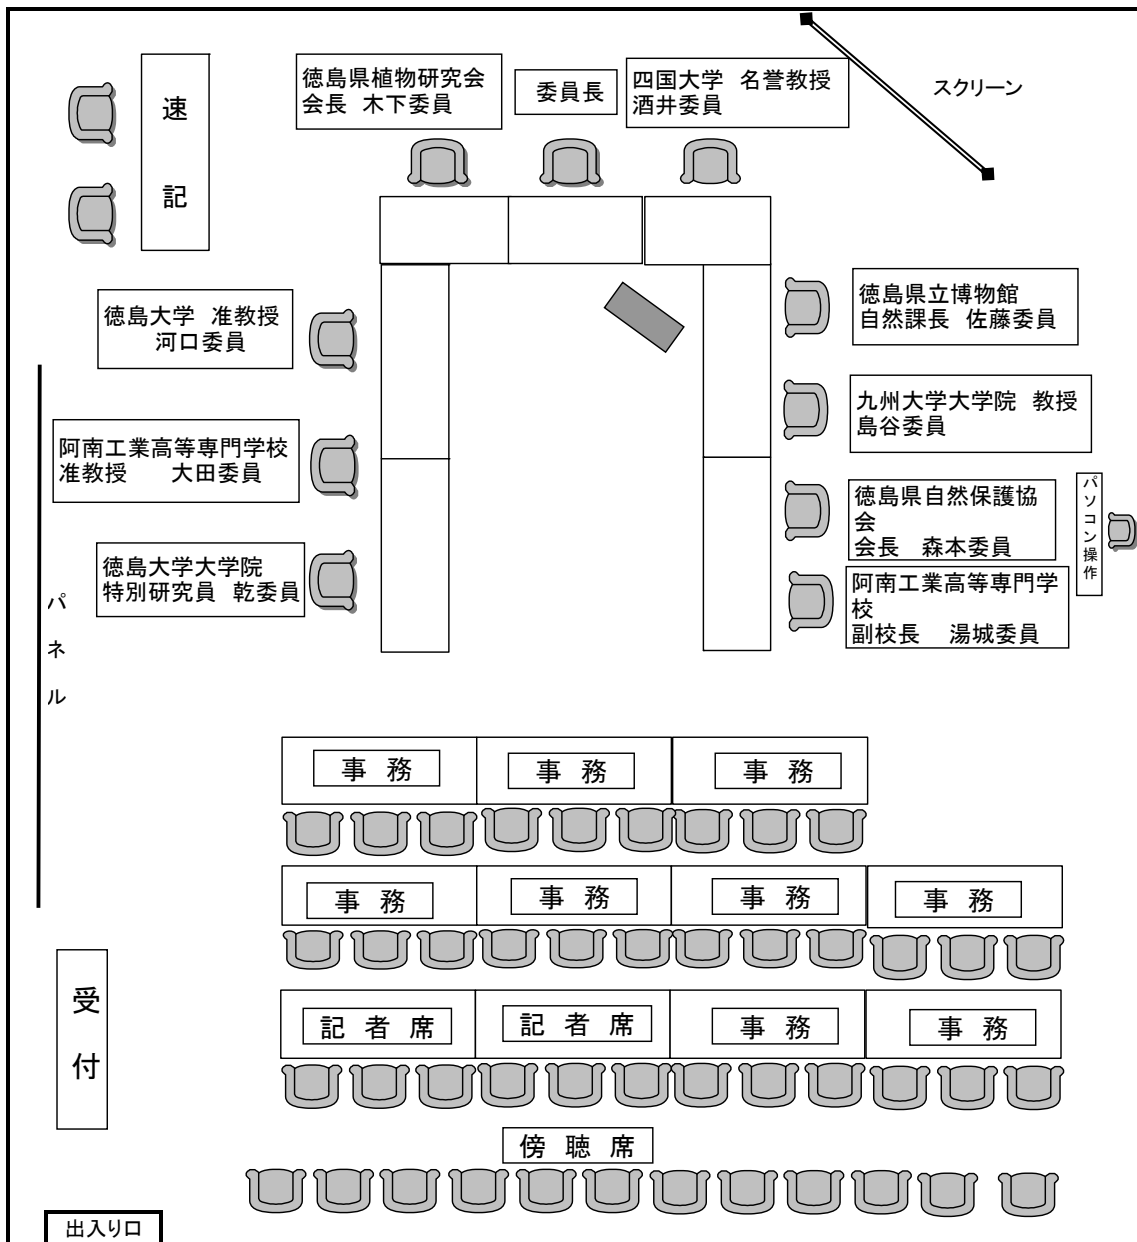 速
記
徳島県植物研究会
会長 木下委員
委員長
四国大学 名誉教授
酒井委員
スクリーン
徳島大学 准教授
河口委員
徳島県立博物館
自然課長 佐藤委員
阿南工業高等専門学校
准教授 大田委員
九州大学大学院 教授
島谷委員
徳島大学大学院
特別研究員 乾委員
徳島県自然保護協
会
会長 森本委員
パソコン操作
阿南工業高等専門学
校
副校長 湯城委員
パネル
事 務
事 務
事 務
事 務
事 務
事 務
事 務
記 者 席
記 者 席
事 務
事 務
受
付
傍 聴 席
出入り口